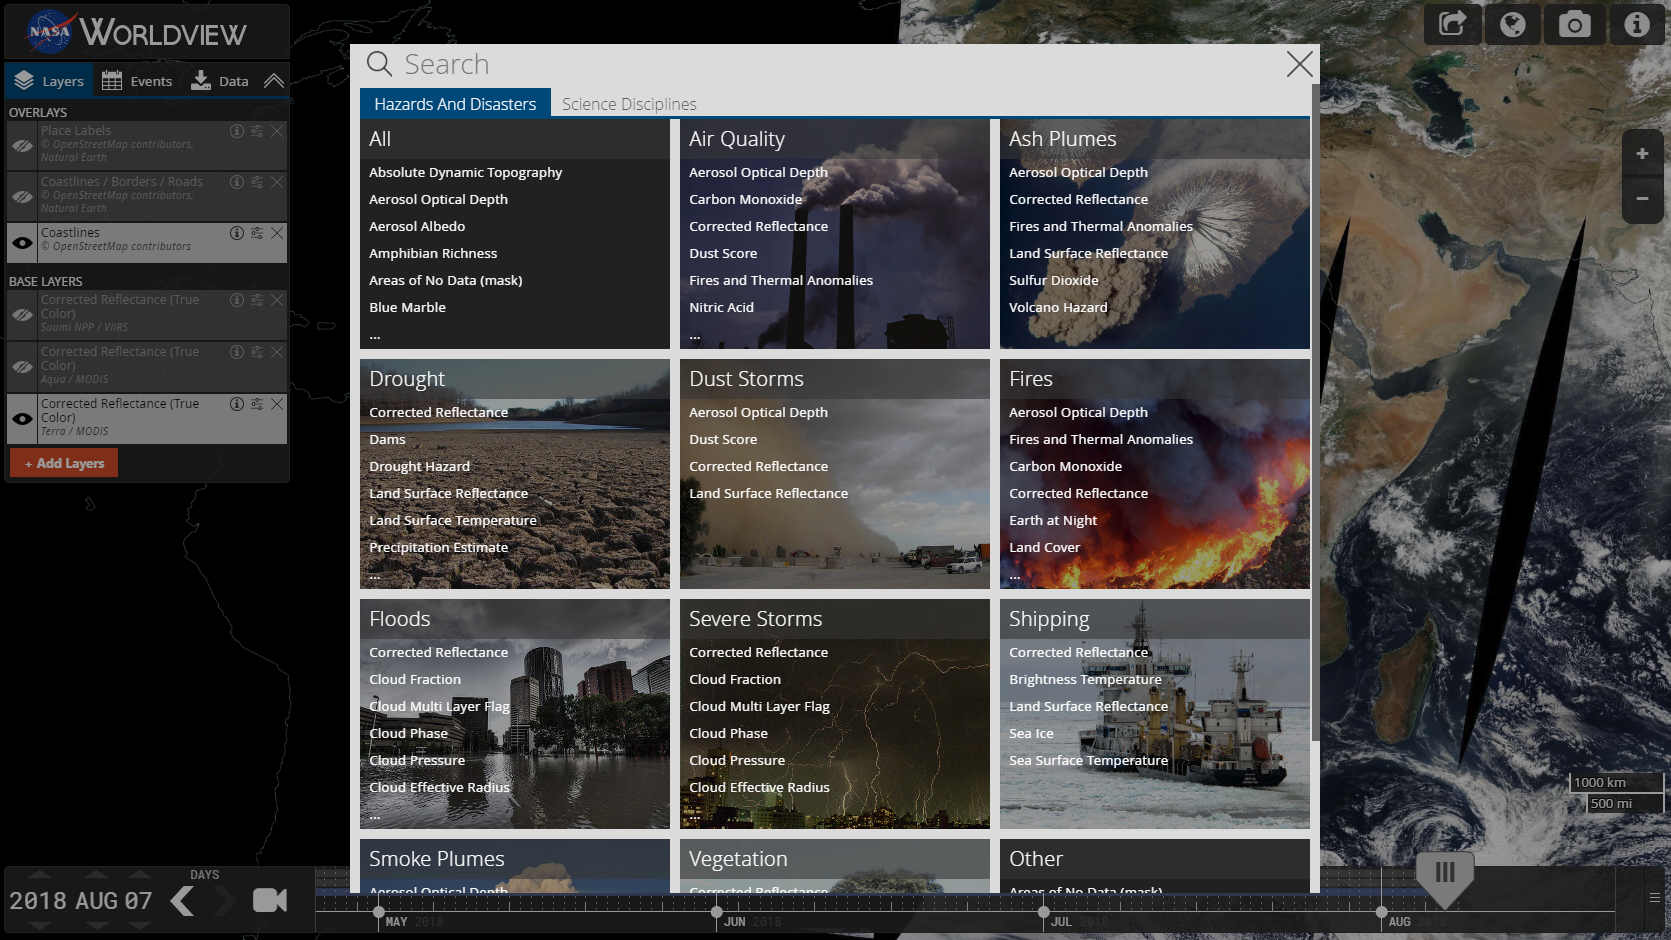 NASA WORLDVIEW
Layers
Events
Data
OVERLAYS
Place Labels
© OpenStreetMap contributors,
Natural Earth
Coastlines / Borders / Roads
© OpenStreetMap contributors,
Natural Earth
Coastlines
© OpenStreetMap contributors
BASE LAYERS
Corrected Reflectance (True
Color)
Suomi NPP / VIIRS
Corrected Reflectance (True
Color)
Aqua / MODIS
Corrected Reflectance (True
Color)
Terra / MODIS
+ Add Layers
Search
Hazards And Disasters
Science Disciplines
All
Absolute Dynamic Topography
Aerosol Optical Depth
Aerosol Albedo
Amphibian Richness
Areas of No Data (mask)
Blue Marble
...
Air Quality
Aerosol Optical Depth
Carbon Monoxide
Corrected Reflectance
Dust Score
Fires and Thermal Anomalies
Nitric Acid
...
Ash Plumes
Aerosol Optical Depth
Corrected Reflectance
Fires and Thermal Anomalies
Land Surface Reflectance
Sulfur Dioxide
Volcano Hazard
Drought
Corrected Reflectance
Dams
Drought Hazard
Land Surface Reflectance
Land Surface Temperature
Precipitation Estimate
...
Dust Storms
Aerosol Optical Depth
Dust Score
Corrected Reflectance
Land Surface Reflectance
Fires
Aerosol Optical Depth
Fires and Thermal Anomalies
Carbon Monoxide
Corrected Reflectance
Earth at Night
Land Cover
...
Floods
Corrected Reflectance
Cloud Fraction
Cloud Multi Layer Flag
Cloud Phase
Cloud Pressure
Cloud Effective Radius
...
Severe Storms
Corrected Reflectance
Cloud Fraction
Cloud Multi Layer Flag
Cloud Phase
Cloud Pressure
Cloud Effective Radius
...
Shipping
Corrected Reflectance
Brightness Temperature
Land Surface Reflectance
Sea Ice
Sea Surface Temperature
Smoke Plumes
Aerosol Optical Depth
Vegetation
Corrected Reflectance
Other
Areas of No Data (mask)
+
−
1000 km
500 mi
DAYS
2018 AUG 07
MAY 2018
JUN 2018
JUL 2018
AUG 2018